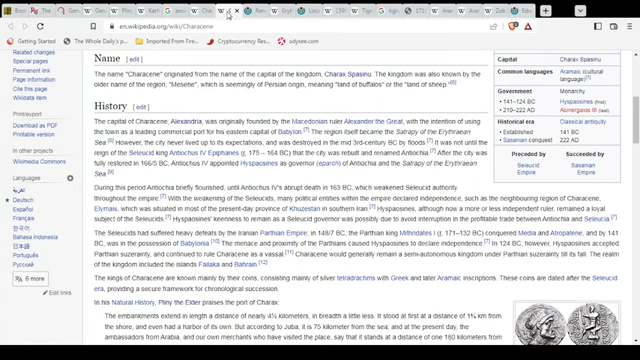 en.wikipedia.org/wiki/Characene
Getting Started
The Whole Daily's p...
Imported From Firef...
Christmas Quotation
odysee.com
Related changes
Special pages
Permanent link
Page information
Cite this page
Wikidata item
Print/export
Download as PDF
Printable version
In other projects
Wikimedia Commons
Languages
العربية
Deutsch
Español
Français
Bahasa Indonesia
日本語
Português
Русский
中文
6 more
Edit links
Name [edit]
The name "Characene" originated from the name of the capital of the kingdom, Charax Spasinu. The kingdom was also known by the
older name of the region, "Mesene", which is seemingly of Persian origin, meaning "land of buffalos" or the "land of sheep."[6]
History [edit]
The capital of Characene, Alexandria, was originally founded by the Macedonian ruler Alexander the Great, with the intention of using
the town as a leading commercial port for his eastern capital of Babylon.[7] The region itself became the Satrapy of the Erythraean
Sea.[8] However, the city never lived up to its expectations, and was destroyed in the mid 3rd-century BC by floods.[7] It was not until the
reign of the Seleucid king Antiochus IV Epiphanes (r. 175 – 164 BC) that the city was rebuilt and renamed Antiochia.[7] After the city was
fully restored in 166/5 BC, Antiochus IV appointed Hyspaosines as governor (eparch) of Antiochia and the Satrapy of the Erythraean
Sea.[9]
During this period Antiochia briefly flourished, until Antiochus IV's abrupt death in 163 BC, which weakened Seleucid authority
throughout the empire.[7] With the weakening of the Seleucids, many political entities within the empire declared independence, such as the neighbouring region of Characene,
Elymais, which was situated in most of the present-day province of Khuzestan in southern Iran.[7] Hyspaosines, although now a more or less independent ruler, remained a loyal
subject of the Seleucids.[7] Hyspaosines' keenness to remain as a Seleucid governor was possibly due to avoid interruption in the profitable trade between Antiochia and Seleucia.[7]
The Seleucids had suffered heavy defeats by the Iranian Parthian Empire; in 148/7 BC, the Parthian king Mithridates I (r. 171–132 BC) conquered Media and Atropatene, and by 141
BC, was in the possession of Babylonia.[10] The menace and proximity of the Parthians caused Hyspaosines to declare independence.[7] In 124 BC, however, Hyspaosines accepted
Parthian suzerainty, and continued to rule Characene as a vassal.[11] Characene would generally remain a semi-autonomous kingdom under Parthian suzerainty till its fall. The realm
of the kingdom included the islands Failaka and Bahrain.[12]
The kings of Characene are known mainly by their coins, consisting mainly of silver tetradrachms with Greek and later Aramaic inscriptions. These coins are dated after the Seleucid
era, providing a secure framework for chronological succession.
In his Natural History, Pliny the Elder praises the port of Charax:
The embankments extend in length a distance of nearly 4½ kilometers, in breadth a little less. It stood at first at a distance of 1¾ km from
the shore, and even had a harbor of its own. But according to Juba, it is 75 kilometer from the sea; and at the present day, the
ambassadors from Arabia, and our own merchants who have visited the place, say that it stands at a distance of one 180 kilometers from
Capital Charax Spasinu
Common languages Aramaic (cultural
language)[2]
Government Monarchy
• 141–124 BC Hyspaosines (first)
• 210–222 AD Abinergaios III (last)
Historical era Classical antiquity
• Established 141 BC
• Sasanian conquest 222 AD
Preceded by Succeeded by
Seleucid
Empire
Sasanian
Empire